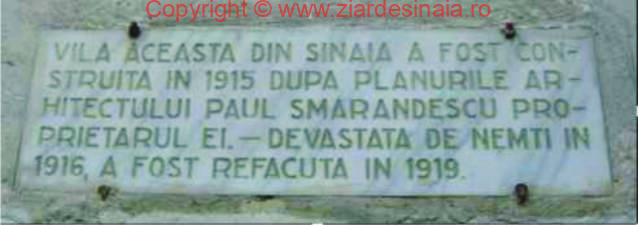 Copyright © www.ziardesinaia.ro
VILA ACEASTA DIN SINAIA A FOST CON-
STRUITA IN 1915 DUPA PLANURILE AR-
HITECTULUI PAUL SMARANDESCU PRO-
PRIETARUL EI.— DEVASTATA DE NEMTI IN
1916, A FOST REFACUTA IN 1919.